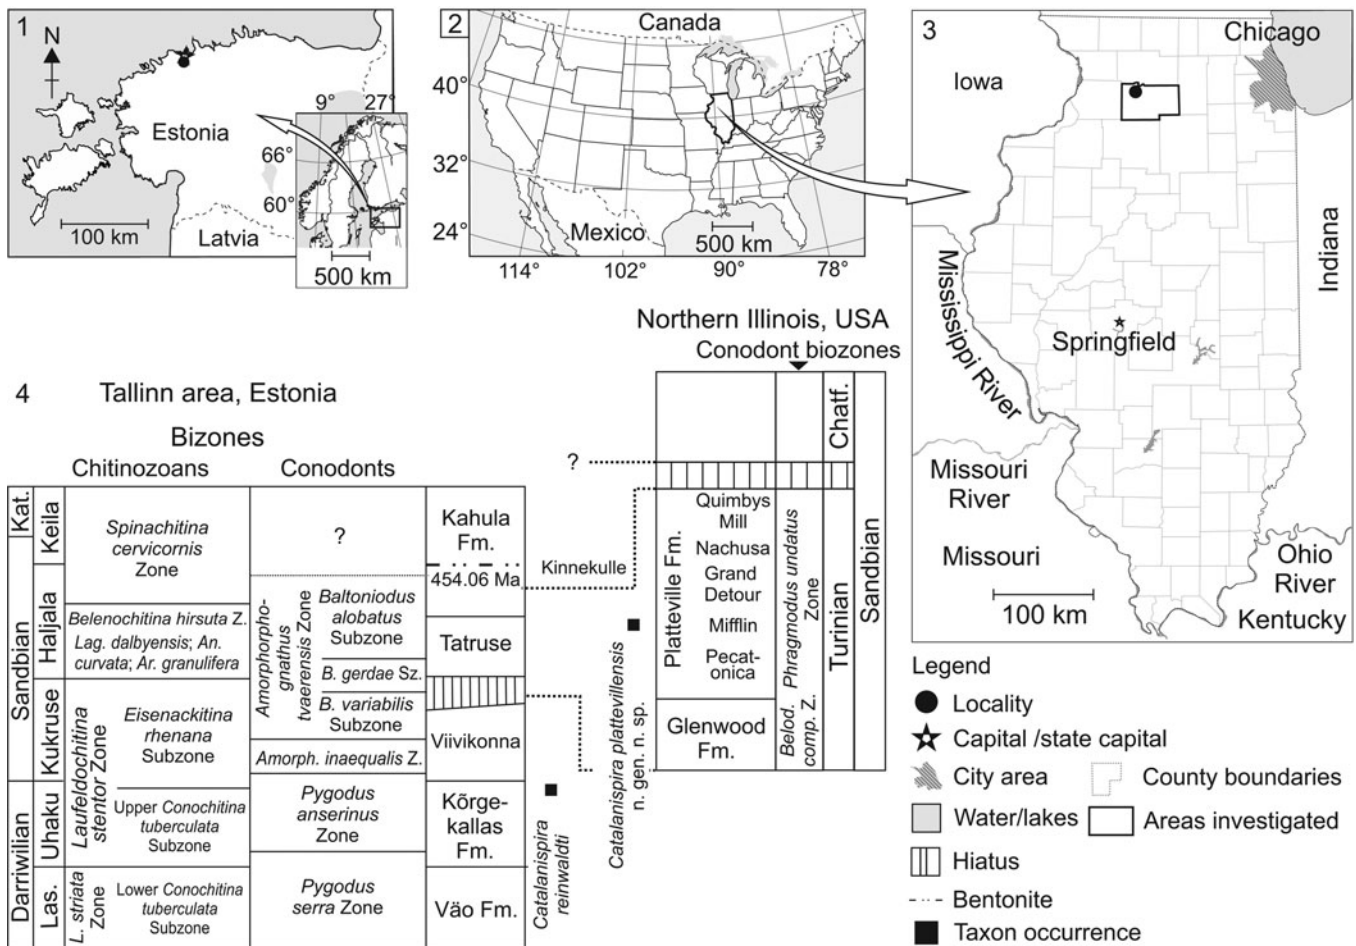 1
N
Estonia
100 km
Latvia
9°
27°
66°
60°
500 km
2
Canada
40°
32°
24°
Mexico
500 km
114°
102°
90°
78°
3
Chicago
Iowa
Indiana
Mississippi River
Springfield
Missouri
River
Missouri
Ohio
River
Kentucky
100 km
4
Tallinn area, Estonia
Bizones
Chitinozoans
Conodonts
Kat.
Sandbian
Darriwilian
Keila
Haljala
Kukruse
Uhaku
Las.
Spinachitina
cervicornis
Zone
Belenochitina hirsuta Z.
Lag. dalbyensis; An.
curvata; Ar. granulifera
Laufeldochitina
stentor Zone
Eisenackitina
rhenana
Subzone
Upper Conochitina
tuberculata
Subzone
L. striata
Zone
Lower Conochitina
tuberculata
Subzone
?
Amorphorpho-
gnathus
tvaerensis Zone
Baltoniodus
alobatus
Subzone
B. gerdae Sz.
B. variabilis
Subzone
Amorph. inaequalis Z.
Pygodus
anserinus
Zone
Pygodus
serra Zone
Kahula
Fm.
454.06 Ma
Tatruse
Viivikonna
Kõrge-
kallas
Fm.
Väo Fm.
Catalanispira
reinwaldti
Kinnekulle
?
Catalanispira plattevillensis
n. gen. n. sp.
Northern Illinois, USA
Conodont biozones
Platteville Fm.
Quimbys
Mill
Nachusa
Grand
Detour
Mifflin
Pecat-
onica
Glenwood
Fm.
Phragmodus undatus
Zone
Belod.
comp. Z.
Chatf.
Turinian
Sandbian
Legend
Locality
Capital /state capital
City area
County boundaries
Water/lakes
Areas investigated
Hiatus
Bentonite
Taxon occurrence